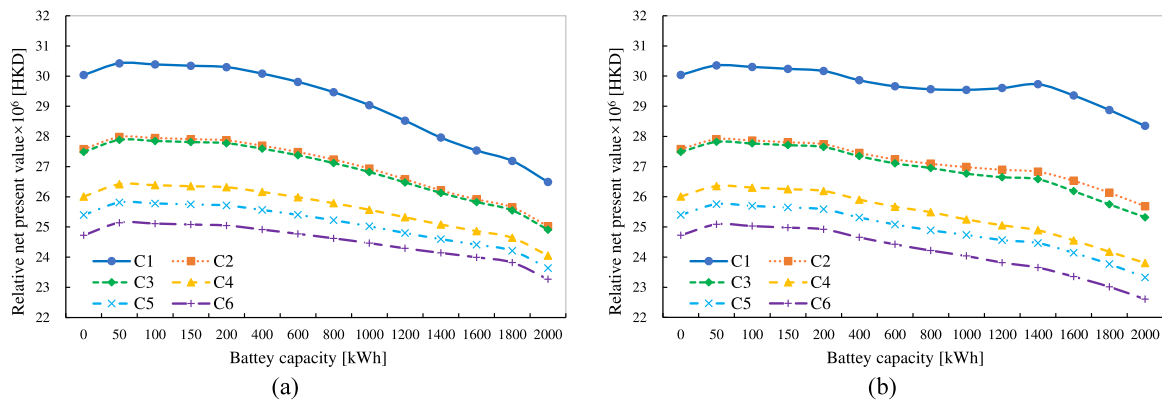 32
31
30
29
28
27
26
25
24
23
22
Relative net present value×10⁶ [HKD]
C1 C2
C3 C4
C5 C6
0 50 100 150 200 400 600 800 1000 1200 1400 1600 1800 2000
Battey capacity [kWh]
(a)
32
31
30
29
28
27
26
25
24
23
22
Relative net present value×10⁶ [HKD]
C1 C2
C3 C4
C5 C6
0 50 100 150 200 400 600 800 1000 1200 1400 1600 1800 2000
Battey capacity [kWh]
(b)